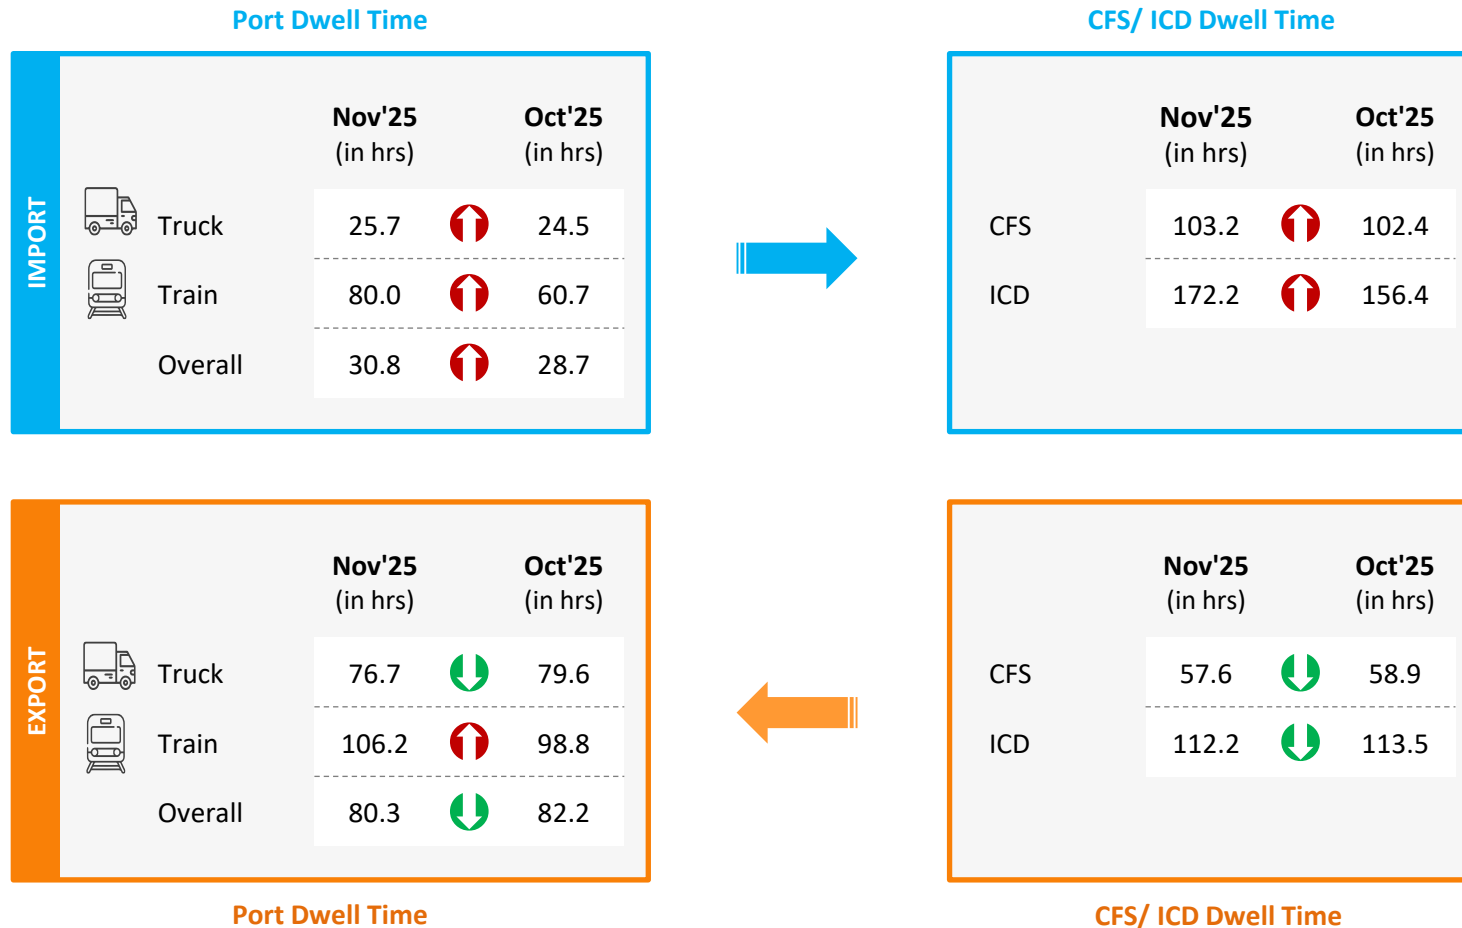 Port Dwell Time
IMPORT
Nov'25 Oct'25
(in hrs) (in hrs)
Truck 25.7 24.5
Train 80.0 60.7
Overall 30.8 28.7
CFS/ ICD Dwell Time
Nov'25 Oct'25
(in hrs) (in hrs)
CFS 103.2 102.4
ICD 172.2 156.4
EXPORT
Nov'25 Oct'25
(in hrs) (in hrs)
Truck 76.7 79.6
Train 106.2 98.8
Overall 80.3 82.2
Port Dwell Time
Nov'25 Oct'25
(in hrs) (in hrs)
CFS 57.6 58.9
ICD 112.2 113.5
CFS/ ICD Dwell Time